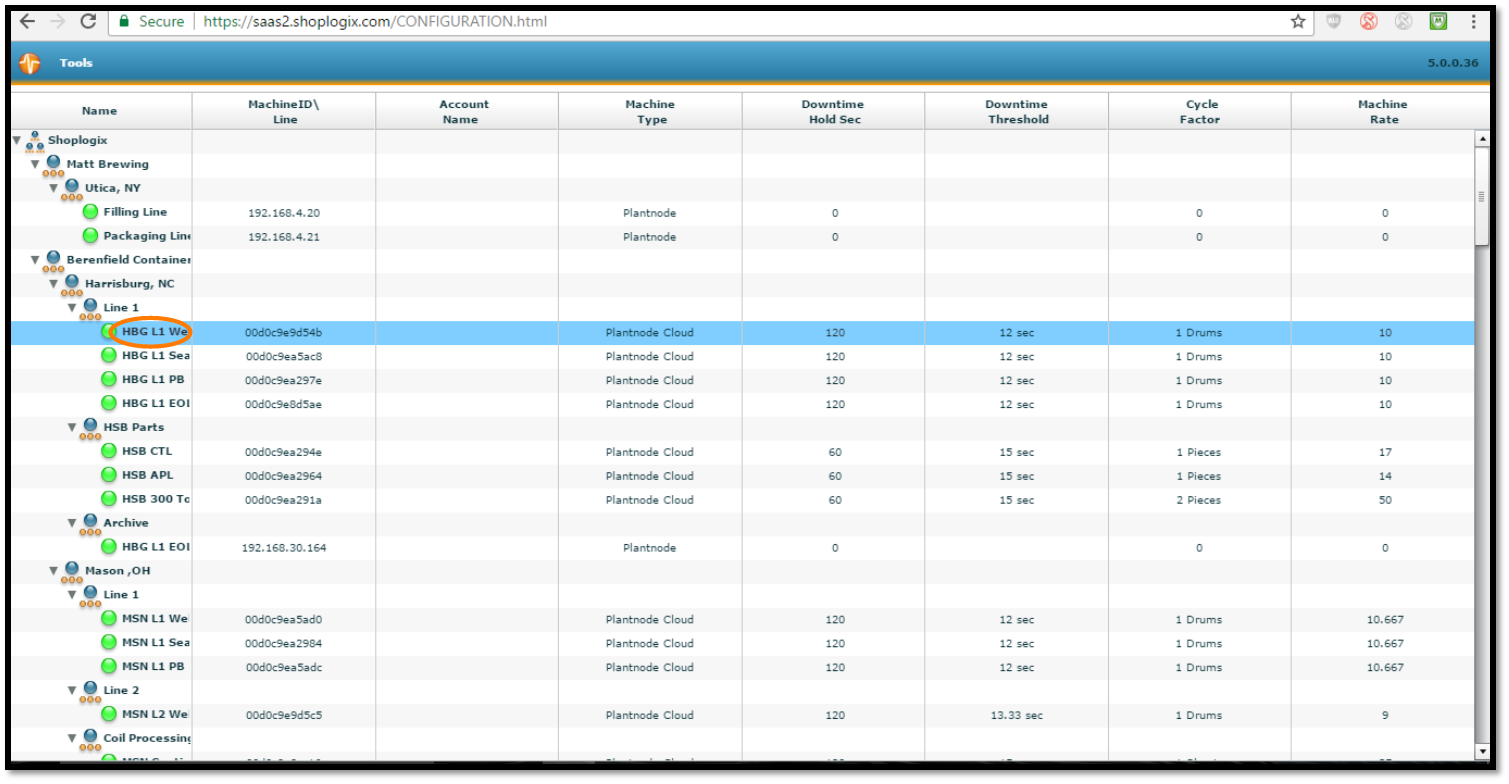 Secure https://saas2.shoplogix.com/CONFIGURATION.html
Tools 5.0.0.36
Name MachineID\ Line Account Name Machine Type Downtime Hold Sec Downtime Threshold Cycle Factor Machine Rate
Shoplogix
Matt Brewing
Utica, NY
Filling Line 192.168.4.20 Plantnode 0 0 0
Packaging Line 192.168.4.21 Plantnode 0 0 0
Berenfield Container
Harrisburg, NC
Line 1
HBG L1 We 00d0c9e9d54b Plantnode Cloud 120 12 sec 1 Drums 10
HBG L1 Sea 00d0c9ea5ac8 Plantnode Cloud 120 12 sec 1 Drums 10
HBG L1 PB 00d0c9ea297e Plantnode Cloud 120 12 sec 1 Drums 10
HBG L1 EOI 00d0c9e8d5ae Plantnode Cloud 120 12 sec 1 Drums 10
HSB Parts
HSB CTL 00d0c9ea294e Plantnode Cloud 60 15 sec 1 Pieces 17
HSB APL 00d0c9ea2964 Plantnode Cloud 60 15 sec 1 Pieces 14
HSB 300 To 00d0c9ea291a Plantnode Cloud 60 15 sec 2 Pieces 50
Archive
HBG L1 EOI 192.168.30.164 Plantnode 0 0 0
Mason ,OH
Line 1
MSN L1 We 00d0c9ea5ad0 Plantnode Cloud 120 12 sec 1 Drums 10.667
MSN L1 Sea 00d0c9ea2984 Plantnode Cloud 120 12 sec 1 Drums 10.667
MSN L1 PB 00d0c9ea5adc Plantnode Cloud 120 12 sec 1 Drums 10.667
Line 2
MSN L2 We 00d0c9e9d5c5 Plantnode Cloud 120 13.33 sec 1 Drums 9
Coil Processing